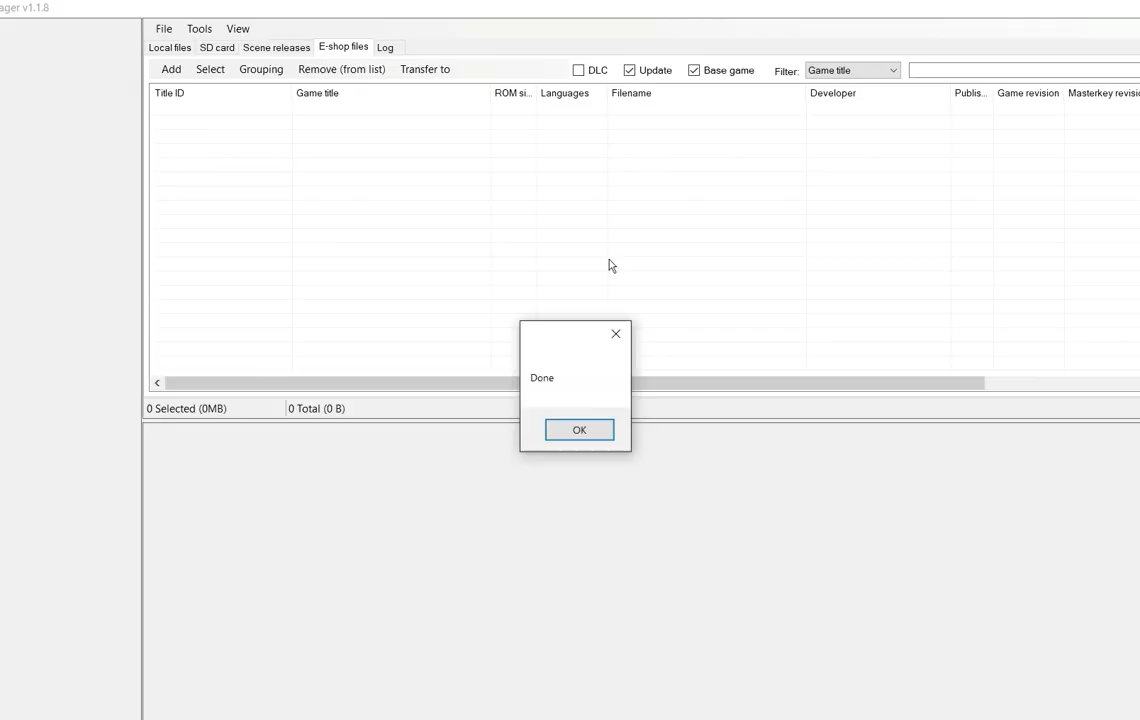 ager v1.1.8
File Tools View
Local files SD card Scene releases E-shop files Log
Add Select Grouping Remove (from list) Transfer to DLC Update Base game Filter: Game title
Title ID Game title ROM si... Languages Filename Developer Publis... Game revision Masterkey revisi
Done
OK
0 Selected (0MB) 0 Total (0 B)